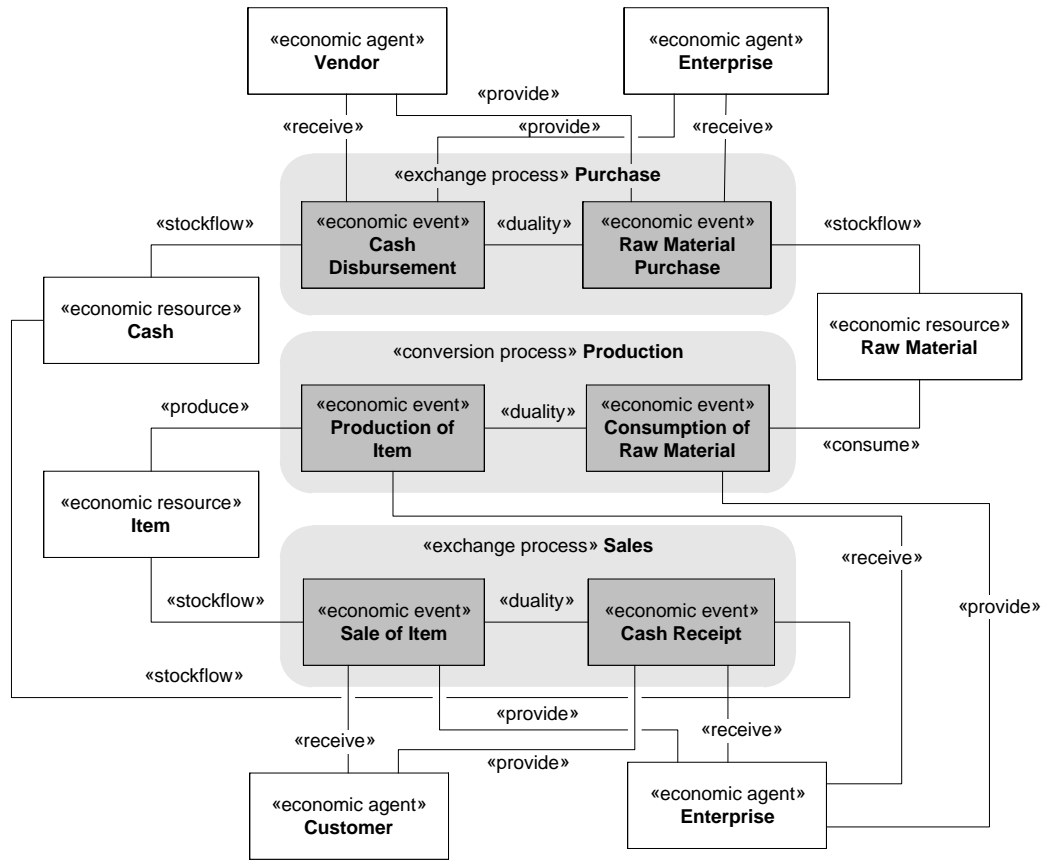 «economic agent»
Vendor
«economic agent»
Enterprise
«provide»
«receive»
«provide»
«receive»
«exchange process» Purchase
«stockflow»
«economic event»
Cash
Disbursement
«duality»
«economic event»
Raw Material
Purchase
«stockflow»
«economic resource»
Cash
«economic resource»
Raw Material
«conversion process» Production
«produce»
«economic event»
Production of
Item
«duality»
«economic event»
Consumption of
Raw Material
«consume»
«economic resource»
Item
«exchange process» Sales
«receive»
«stockflow»
«economic event»
Sale of Item
«duality»
«economic event»
Cash Receipt
«provide»
«stockflow»
«provide»
«receive»
«receive»
«provide»
«economic agent»
Customer
«economic agent»
Enterprise